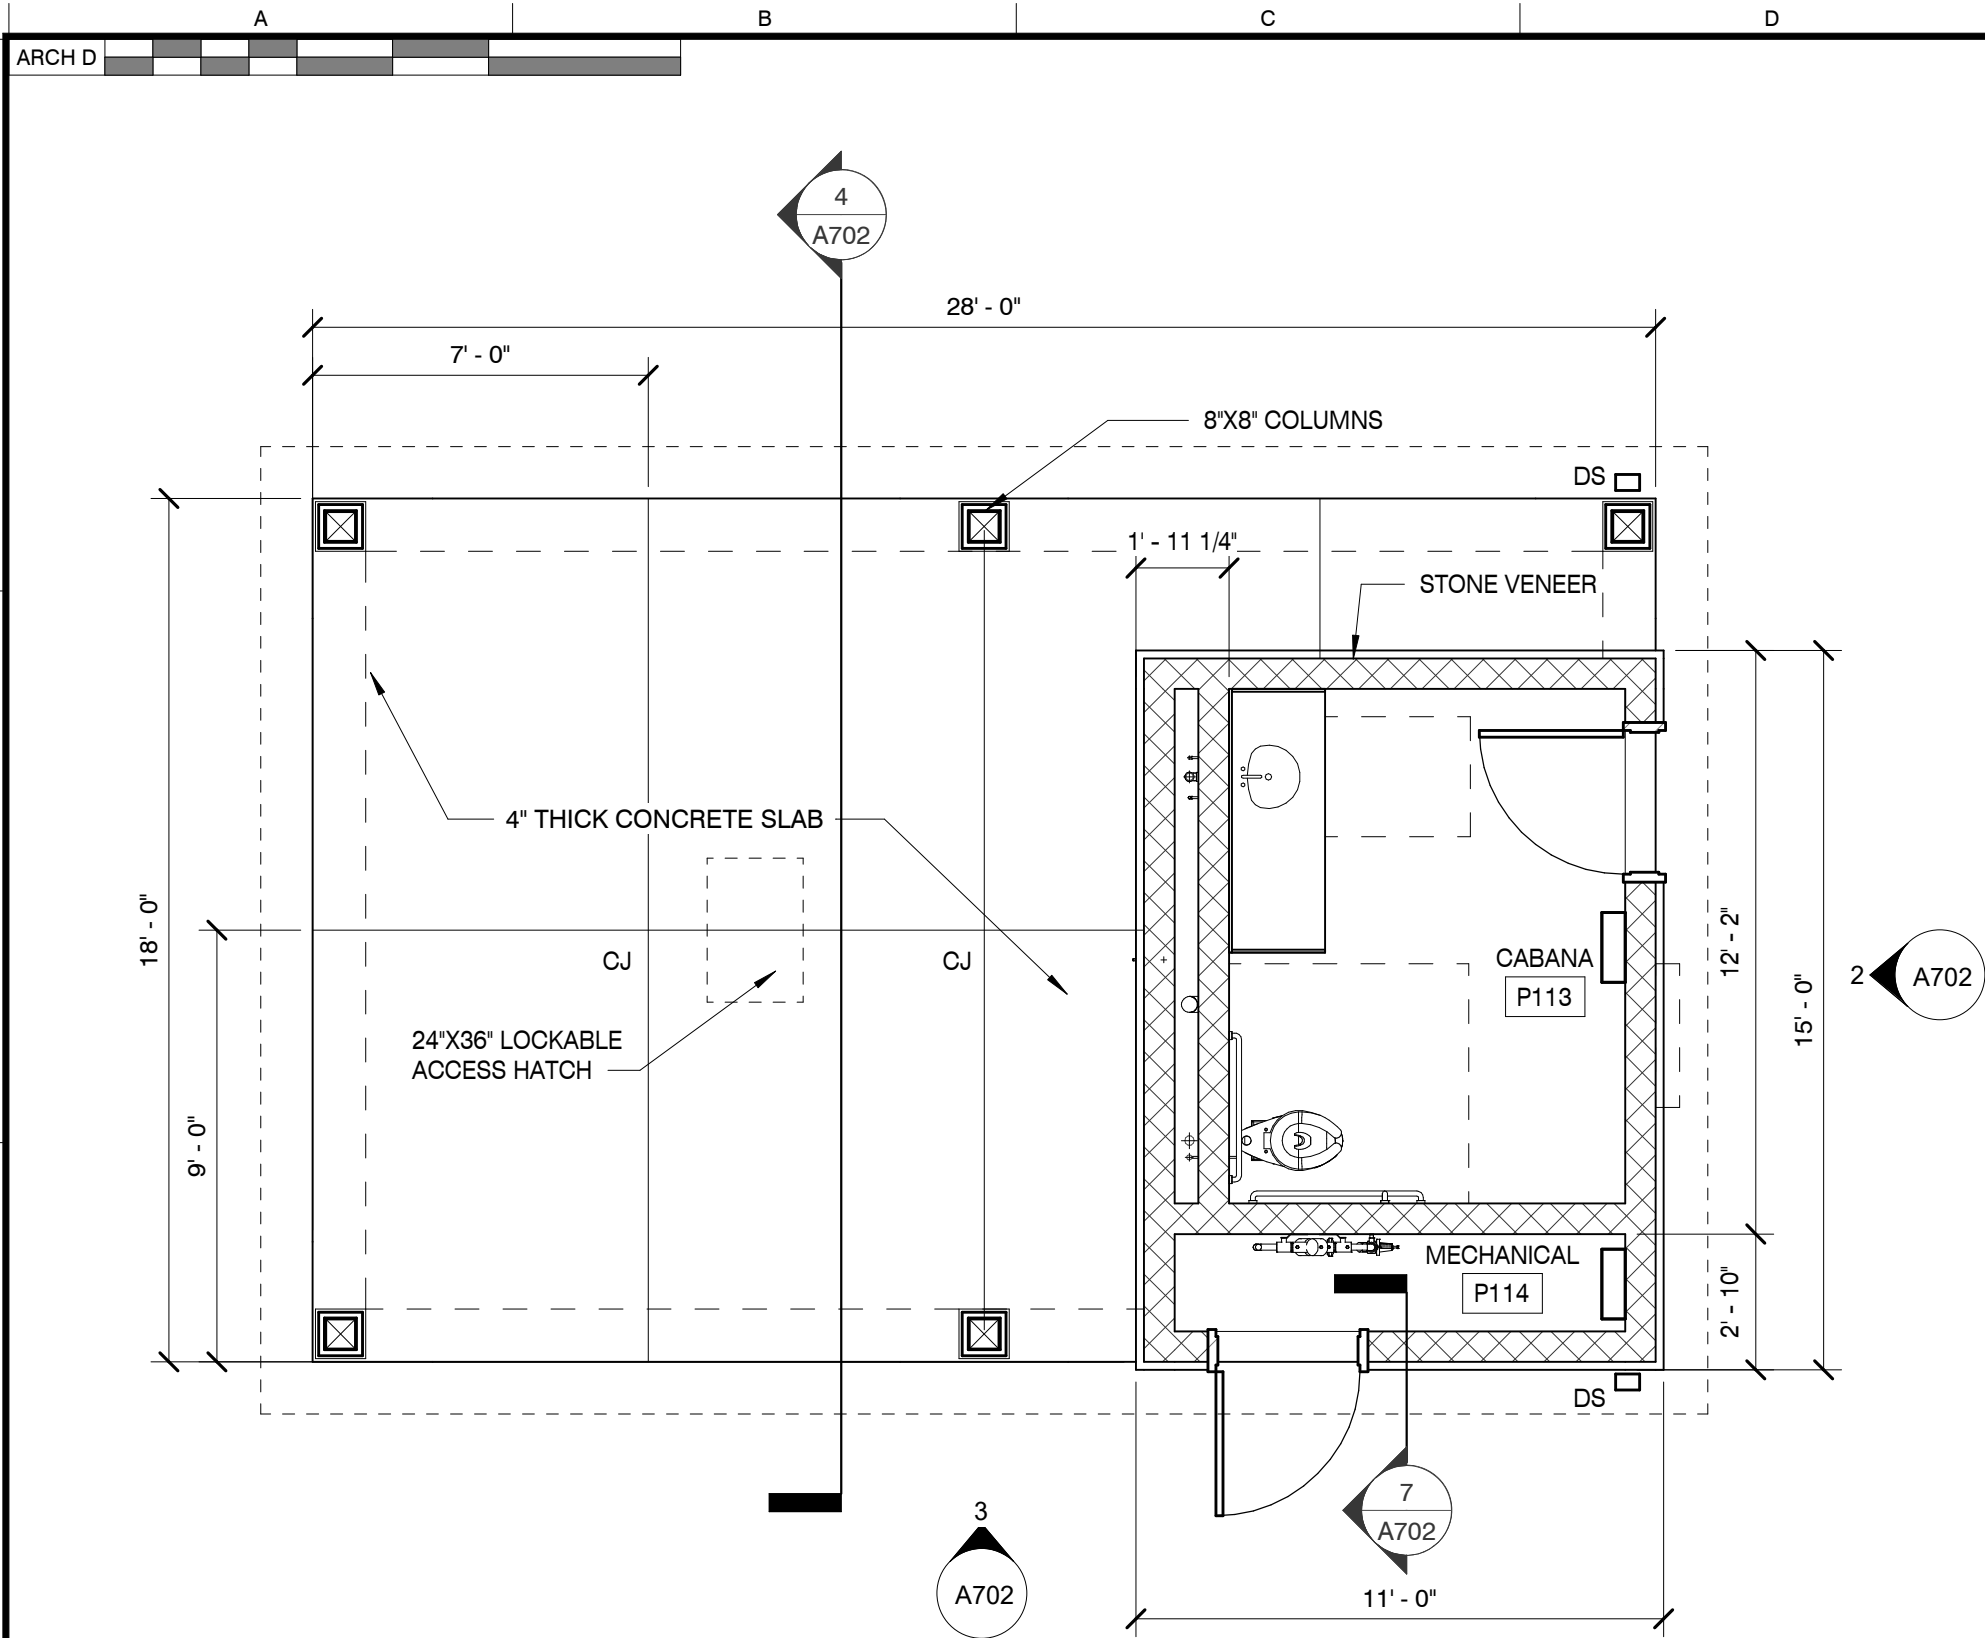 A
B
C
D
ARCH D
4
A702
28' - 0"
7' - 0"
8"X8" COLUMNS
DS
1' - 11 1/4"
STONE VENEER
4" THICK CONCRETE SLAB
18' - 0"
12' - 2"
CJ
CJ
CABANA
P113
2
A702
15' - 0"
24"X36" LOCKABLE
ACCESS HATCH
9' - 0"
MECHANICAL
P114
2' - 10"
DS
7
A702
3
A702
11' - 0"